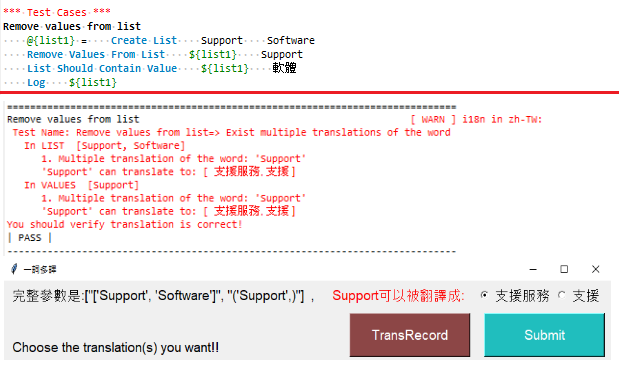 *** Test Cases ***
Remove values from list
····@{list1} =····Create List····Support····Software
····Remove Values From List····${list1}····Support
····List Should Contain Value····${list1}····軟體
····Log····${list1}
==============================================================================
Remove values from list [ WARN ] i18n in zh-TW:
Test Name: Remove values from list=> Exist multiple translations of the word
In LIST [Support, Software]
1. Multiple translation of the word: 'Support'
'Support' can translate to: [ 支援服務, 支援 ]
In VALUES [Support]
1. Multiple translation of the word: 'Support'
'Support' can translate to: [ 支援服務, 支援 ]
You should verify translation is correct!
| PASS |
------------------------------------------------------------------------------
一詞多譯
完整參數是:["['Support', 'Software']", "('Support',)"] , Support可以被翻譯成: 支援服務 支援
TransRecord Submit
Choose the translation(s) you want!!